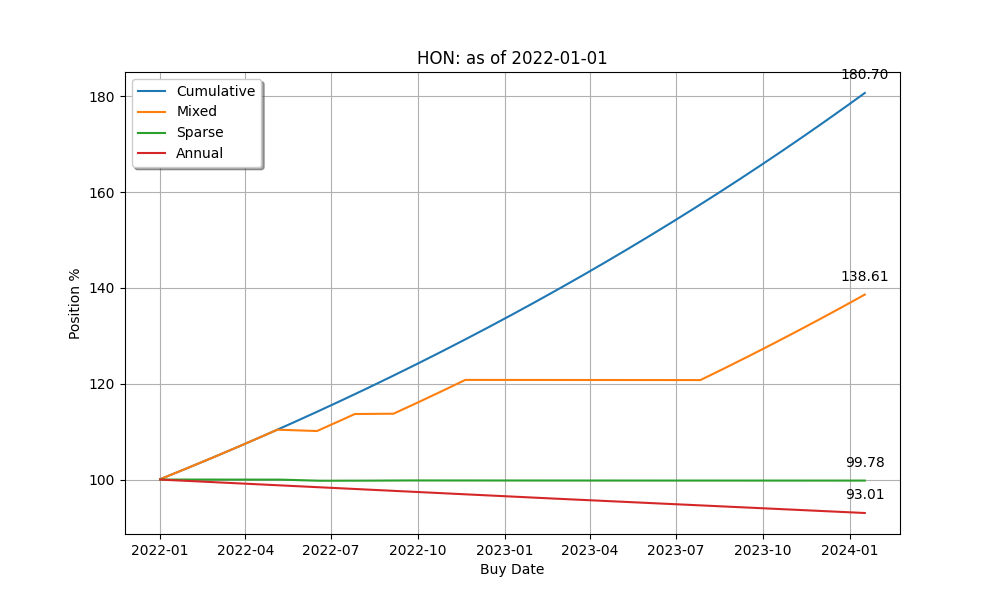 HON: as of 2022-01-01
Cumulative
Mixed
Sparse
Annual
180.70
138.61
99.78
93.01
Position %
180
160
140
120
100
2022-01 2022-04 2022-07 2022-10 2023-01 2023-04 2023-07 2023-10 2024-01
Buy Date